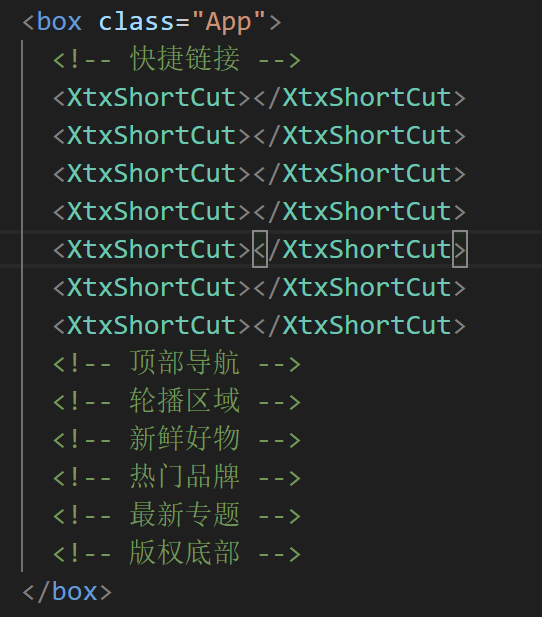 <box class="App">
<!-- 快捷链接 -->
<XtxShortCut></XtxShortCut>
<XtxShortCut></XtxShortCut>
<XtxShortCut></XtxShortCut>
<XtxShortCut></XtxShortCut>
<XtxShortCut></XtxShortCut>
<XtxShortCut></XtxShortCut>
<XtxShortCut></XtxShortCut>
<!-- 顶部导航 -->
<!-- 轮播区域 -->
<!-- 新鲜好物 -->
<!-- 热门品牌 -->
<!-- 最新专题 -->
<!-- 版权底部 -->
</box>